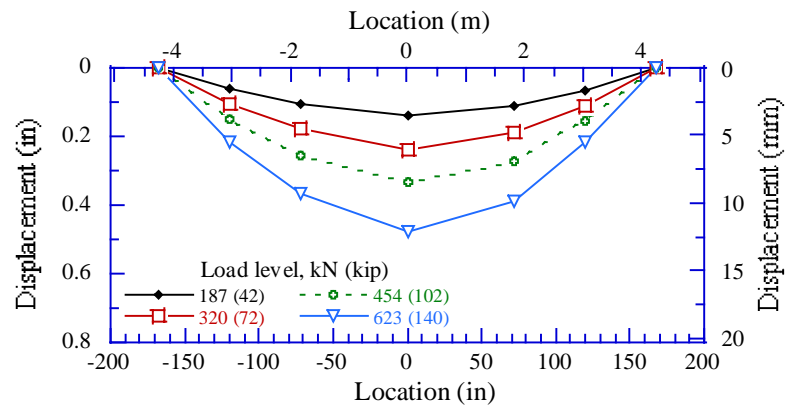 Location (m)
-4 -2 0 2 4
0 0
0.2 5
0.4 10
0.6 15
0.8 20
Displacement (in)
Displacement (mm)
Load level, kN (kip)
187 (42) 454 (102)
320 (72) 623 (140)
-200 -150 -100 -50 0 50 100 150 200
Location (in)